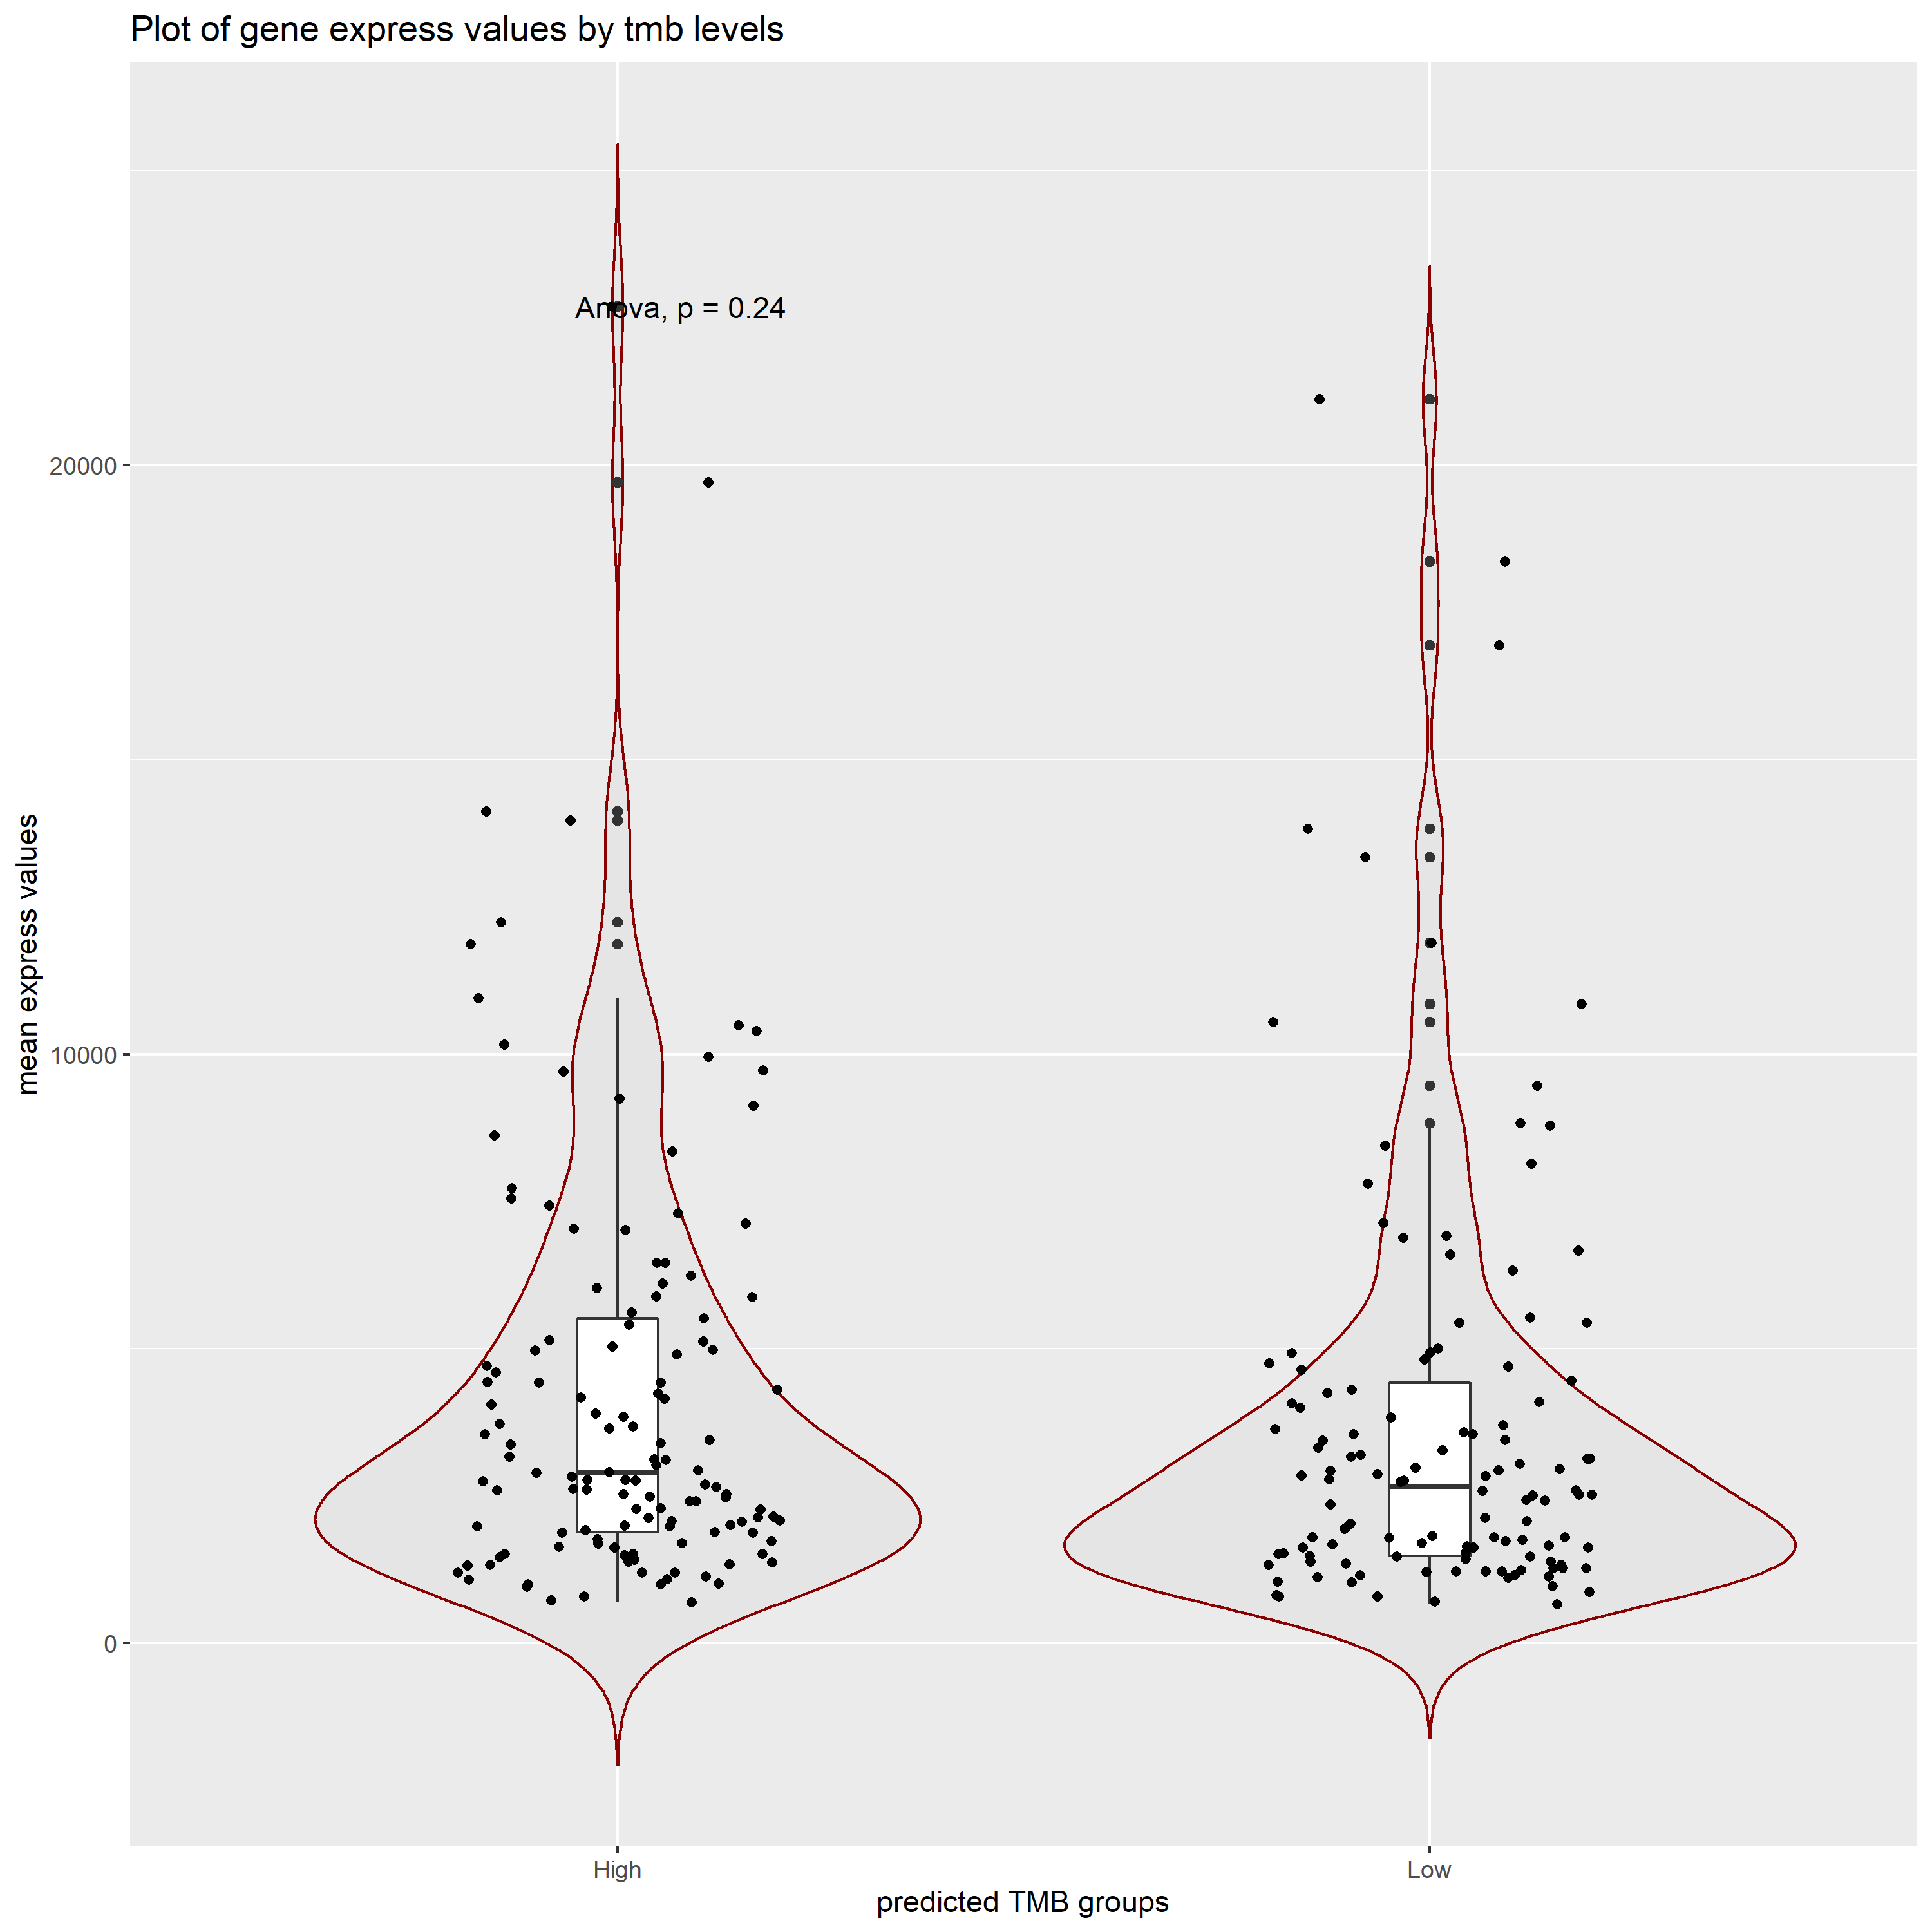 Plot of gene express values by tmb levels
Anova, p = 0.24
20000
10000
0
mean express values
High
Low
predicted TMB groups